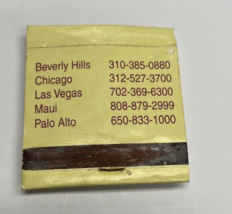 Beverly Hills 310-385-0880
Chicago 312-527-3700
Las Vegas 702-369-6300
Maui 808-879-2999
Palo Alto 650-833-1000